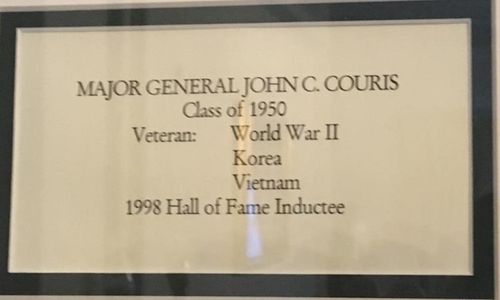 MAJOR GENERAL JOHN C. COURIS
Class of 1950
Veteran: World War II
Korea
Vietnam
1998 Hall of Fame Inductee